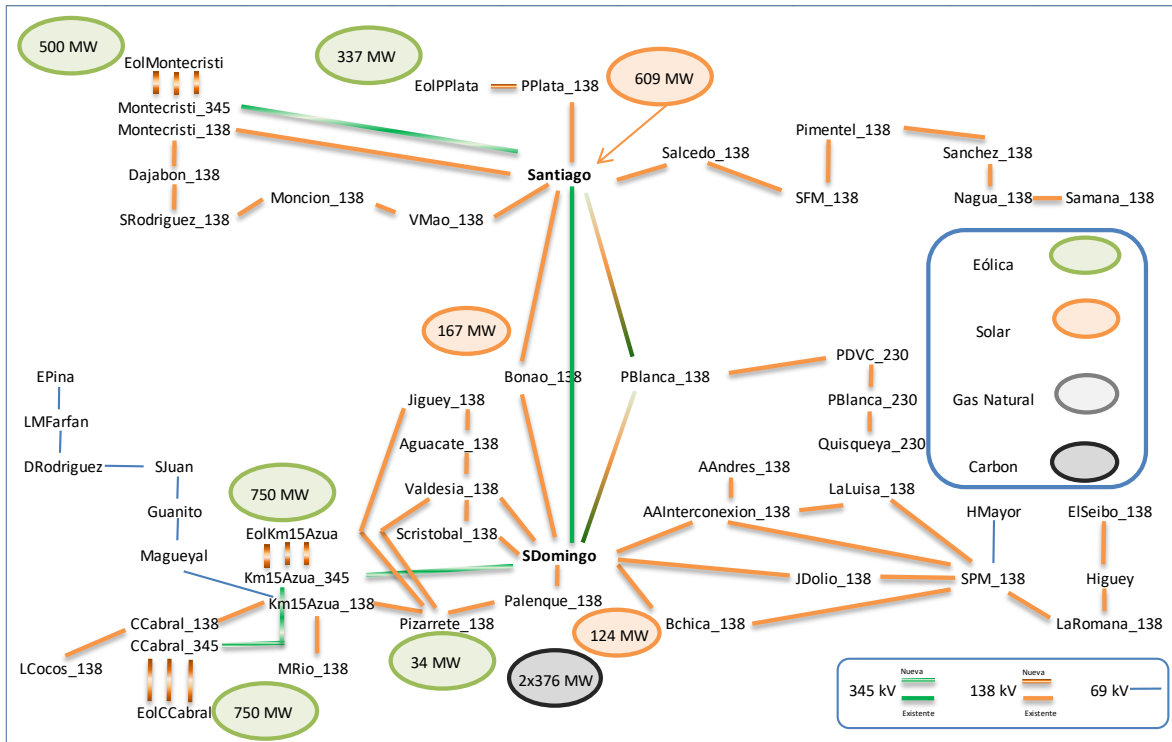 500 MW
337 MW
EolMontecristi
609 MW
EolPPlata
PPlata_138
Montecristi_345
Montecristi_138
Pimentel_138
Salcedo_138
Sanchez_138
Dajabon_138
Santiago
Moncion_138
SFM_138
Nagua_138
Samana_138
SRodriguez_138
VMao_138
Eólica
Solar
167 MW
PDVC_230
EPina
Bonao_138
PBlanca_138
Jiguey_138
PBlanca_230
Gas Natural
LMFarfan
Aguacate_138
Quisqueya_230
DRodriguez
SJuan
AAndres_138
Carbon
Valdesia_138
LaLuisa_138
750 MW
Guanito
AAInterconexion_138
HMayor
ElSeibo_138
EolKm15Azua
Scristobal_138
Magueyal
SDomingo
Km15Azua_345
JDolio_138
SPM_138
Higuey
Km15Azua_138
Palenque_138
CCabral_138
Pizarrete_138
Bchica_138
LaRomana_138
CCabral_345
124 MW
LCocos_138
MRio_138
34 MW
2x376 MW
EolCCabral
750 MW
Nueva
Nueva
345 kV
138 kV
69 kV
Existente
Existente